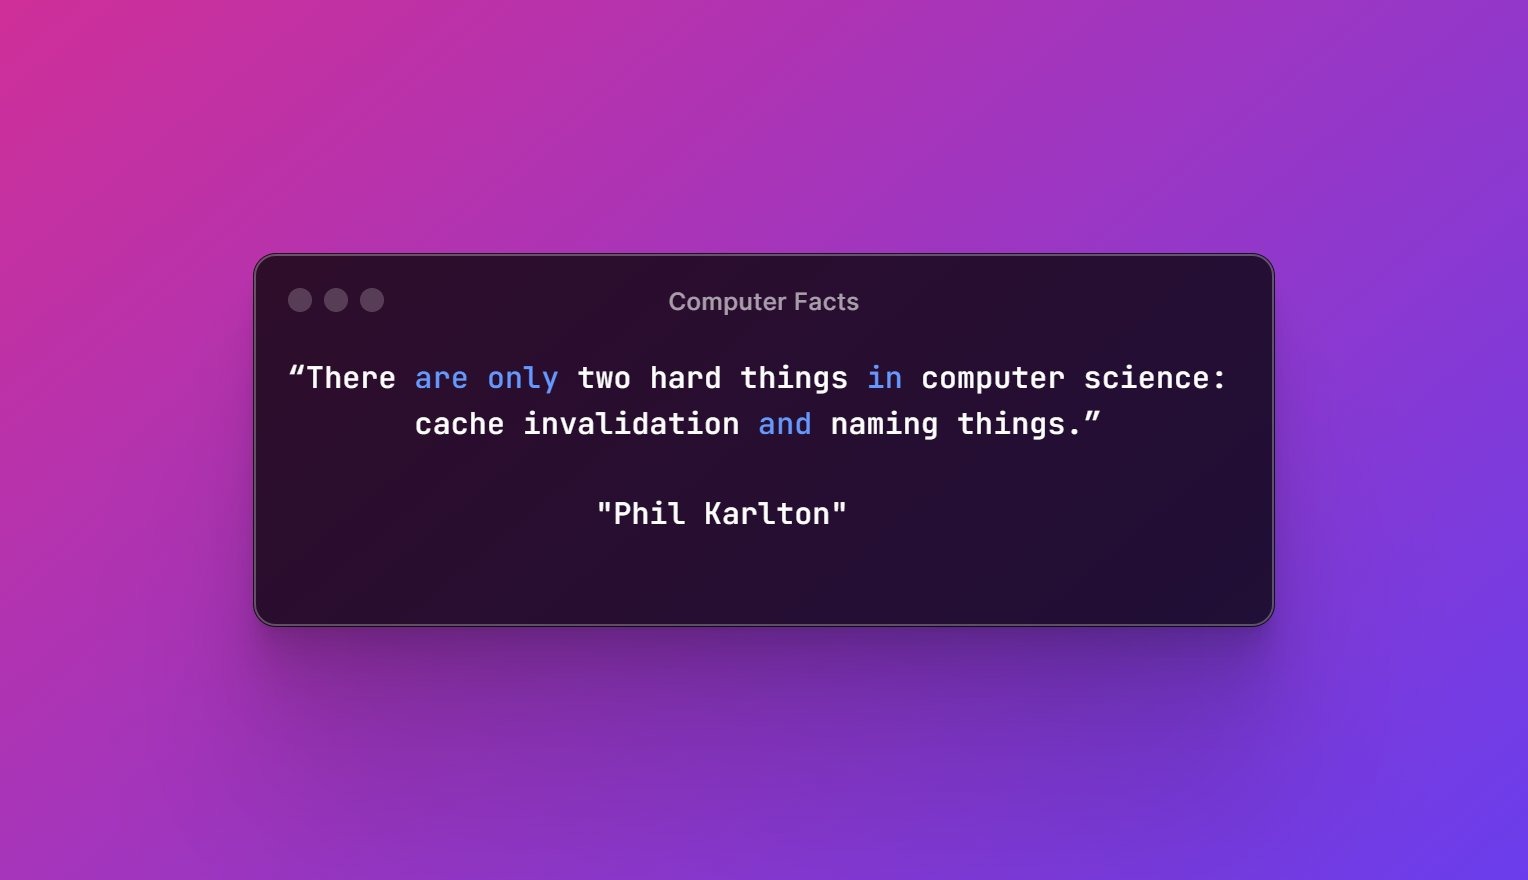 Computer Facts
“There are only two hard things in computer science:
cache invalidation and naming things.”
"Phil Karlton"